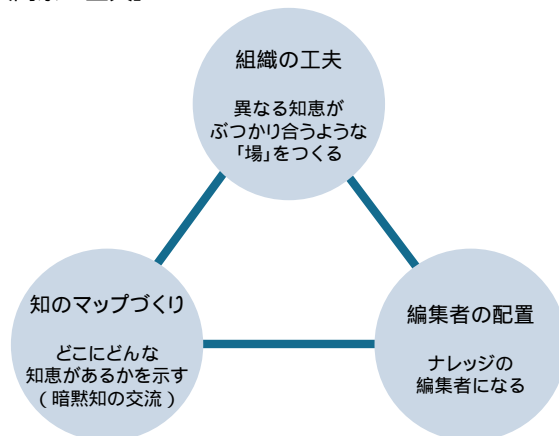 組織の工夫
異なる知恵が
ぶつかり合うような
「場」をつくる
知のマップづくり
どこにどんな
知恵があるかを示す
(暗黙知の交流)
編集者の配置
ナレッジの
編集者になる